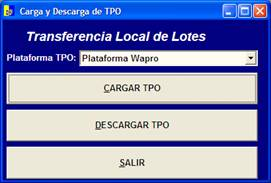 Carga y Descarga de TPO
Transferencia Local de Lotes
Plataforma TPO: Plataforma Wapro
CARGAR TPO
DESCARGAR TPO
SALIR